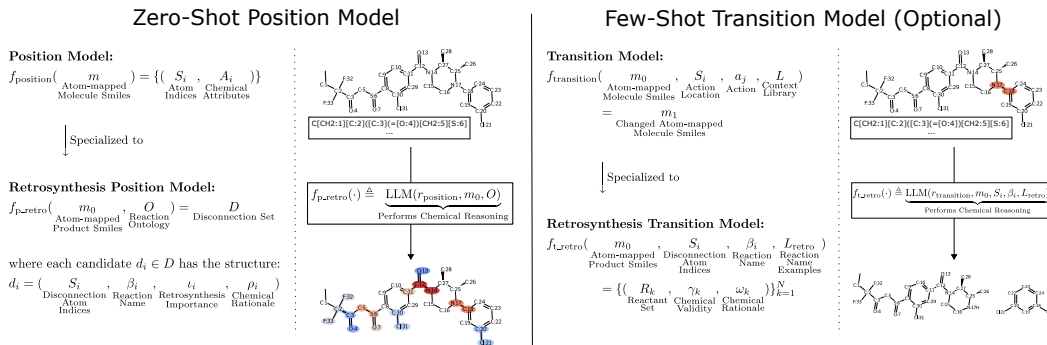 Zero-Shot Position Model
Position Model:
f_position( m ) = {( S_i , A_i )}
Atom-mapped Molecule Smiles
Atom Indices
Chemical Attributes
Specialized to
Retrosynthesis Position Model:
f_p_retro( m_0 , O ) = D
Atom-mapped Product Smiles
Reaction Ontology
Disconnection Set
where each candidate d_i ∈ D has the structure:
d_i = ( S_i , β_i , ι_i , ρ_i )
Disconnection Atom Indices
Reaction Name
Retrosynthesis Importance
Chemical Rationale
C[CH2:1][C:2]([C:3](=[O:4])[CH2:5][S:6]
...
f_p_retro(·) ≜ LLM(r_position, m_0, O)
Performs Chemical Reasoning
Few-Shot Transition Model (Optional)
Transition Model:
f_transition( m_0 , S_i , a_j , L )
Atom-mapped Molecule Smiles
Action Location
Action
Context Library
= m_1
Changed Atom-mapped Molecule Smiles
Specialized to
Retrosynthesis Transition Model:
f_t_retro( m_0 , S_i , β_i , L_retro )
Atom-mapped Product Smiles
Disconnection Atom Indices
Reaction Name
Reaction Name Examples
= {( R_k , γ_k , ω_k )}^N_k=1
Reactant Set
Chemical Validity
Chemical Rationale
C[CH2:1][C:2]([C:3](=[O:4])[CH2:5][S:6]
...
f_t_retro(·) ≜ LLM(r_transition, m_0, S_i, β_i, L_retro)
Performs Chemical Reasoning